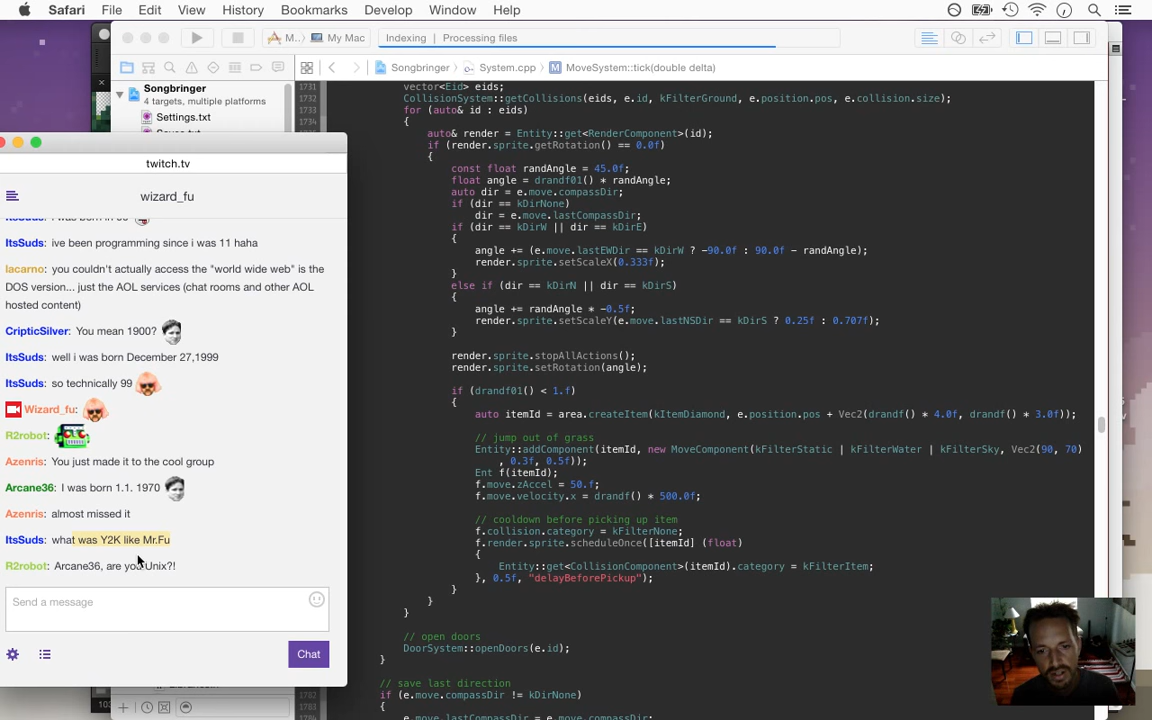 Safari File Edit View History Bookmarks Develop Window Help
M..〉 My Mac
Indexing | Processing files
Songbringer 〉 System.cpp 〉 MoveSystem::tick(double delta)
Songbringer
4 targets, multiple platforms
Settings.txt
twitch.tv
wizard_fu
ItsSuds: ive been programming since i was 11 haha
lacarno: you couldn't actually access the "world wide web" is the
DOS version... just the AOL services (chat rooms and other AOL
hosted content)
CripticSilver: You mean 1900?
ItsSuds: well i was born December 27,1999
ItsSuds: so technically 99
Wizard_fu:
R2robot:
Azenris: You just made it to the cool group
Arcane36: I was born 1.1. 1970
Azenris: almost missed it
ItsSuds: what was Y2K like Mr.Fu
R2robot: Arcane36, are you Unix?!
Send a message
Chat
1731 vector<Eid> eids;
1732 CollisionSystem::getCollisions(eids, e.id, kFilterGround, e.position.pos, e.collision.size);
1733 for (auto& id : eids)
1734 {
auto& render = Entity::get<RenderComponent>(id);
if (render.sprite.getRotation() == 0.0f)
{
const float randAngle = 45.0f;
float angle = drandf01() * randAngle;
auto dir = e.move.compassDir;
if (dir == kDirNone)
dir = e.move.lastCompassDir;
if (dir == kDirW || dir == kDirE)
{
angle += (e.move.lastEWDir == kDirW ? -90.0f : 90.0f - randAngle);
render.sprite.setScaleX(0.333f);
}
else if (dir == kDirN || dir == kDirS)
{
angle += randAngle * -0.5f;
render.sprite.setScaleY(e.move.lastNSDir == kDirS ? 0.25f : 0.707f);
}
render.sprite.stopAllActions();
render.sprite.setRotation(angle);
if (drandf01() < 1.f)
{
auto itemId = area.createItem(kItemDiamond, e.position.pos + Vec2(drandf() * 4.0f, drandf() * 3.0f));
// jump out of grass
Entity::addComponent(itemId, new MoveComponent(kFilterStatic | kFilterWater | kFilterSky, Vec2(90, 70)
, 0.3f, 0.5f));
Ent f(itemId);
f.move.zAccel = 50.f;
f.move.velocity.x = drandf() * 500.0f;
// cooldown before picking up item
f.collision.category = kFilterNone;
f.render.sprite.scheduleOnce([itemId] (float)
{
Entity::get<CollisionComponent>(itemId).category = kFilterItem;
}, 0.5f, "delayBeforePickup");
}
}
}
// open doors
DoorSystem::openDoors(e.id);
}
// save last direction
if (e.move.compassDir != kDirNone)
{